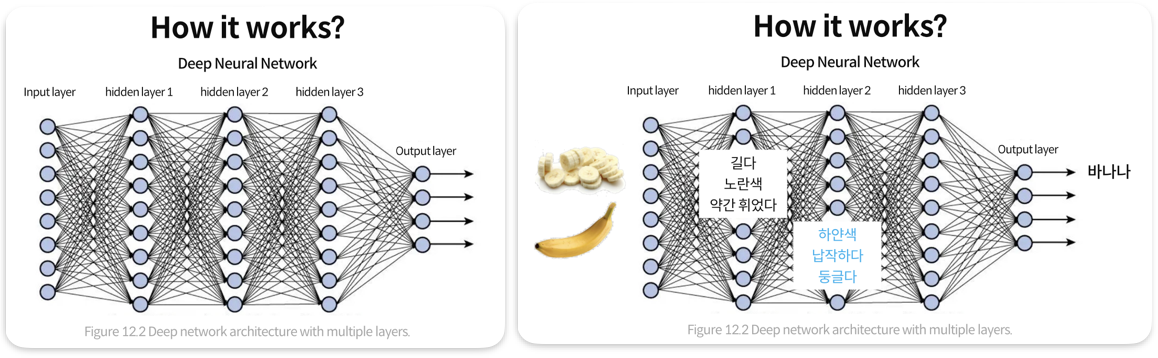 How it works?
Deep Neural Network
Input layer
hidden layer 1
hidden layer 2
hidden layer 3
Output layer
Figure 12.2 Deep network architecture with multiple layers.
How it works?
Deep Neural Network
Input layer
hidden layer 1
hidden layer 2
hidden layer 3
Output layer
길다
노란색
약간 휘었다
하얀색
납작하다
둥글다
바나나
Figure 12.2 Deep network architecture with multiple layers.